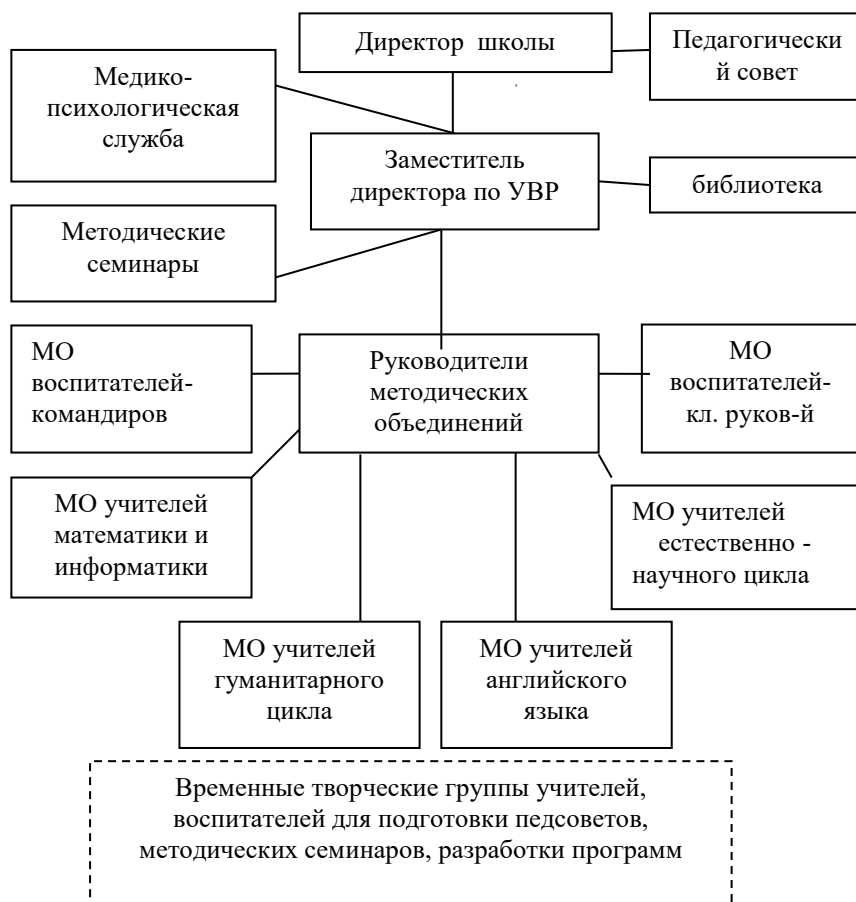 Директор школы
Педагогически
й совет
Медико-
психологическая
служба
Заместитель
директора по УВР
библиотека
Методические
семинары
МО
воспитателей-
командиров
Руководители
методических
объединений
МО
воспитателей-
кл. руков-й
МО учителей
математики и
информатики
МО учителей
естественно -
научного цикла
МО учителей
гуманитарного
цикла
МО учителей
английского
языка
Временные творческие группы учителей,
воспитателей для подготовки педсоветов,
методических семинаров, разработки программ